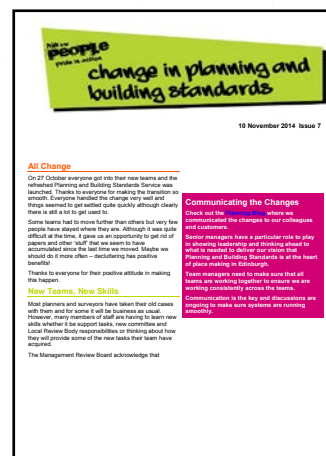 PEOPLE
pride in action
change in planning and
building standards
10 November 2014 Issue 7
All Change
On 27 October everyone got into their new teams and the
refreshed Planning and Building Standards Service was
launched. Thanks to everyone for making the transition so
smooth. Everyone handled the change very well and
things seemed to get settled quite quickly although clearly
there is still a lot to get used to.
Some teams had to move further than others but very few
people have stayed where they are. Although it was quite
difficult at the time, it gave us an opportunity to get rid of
papers and other 'stuff' that we seem to have
accumulated since the last time we moved. Maybe we
should do it more often – decluttering has positive
benefits!
Thanks to everyone for their positive attitude in making
this happen.
New Teams, New Skills
Most planners and surveyors have taken their old cases
with them and for some it will be business as usual.
However, many members of staff are having to learn new
skills whether it be support tasks, new committee and
Local Review Body responsibilities or thinking about how
they will provide some of the new tasks their team have
acquired.
The Management Review Board acknowledge that
Communicating the Changes
Check out the Planning Blog where we
communicated the changes to our colleagues
and customers.
Senior managers have a particular role to play
in showing leadership and thinking ahead to
what is needed to deliver our vision that
Planning and Building Standards is at the heart
of place making in Edinburgh.
Team managers need to make sure that all
teams are working together to ensure we are
working consistently across the teams.
Communication is the key and discussions are
ongoing to make sure systems are running
smoothly.